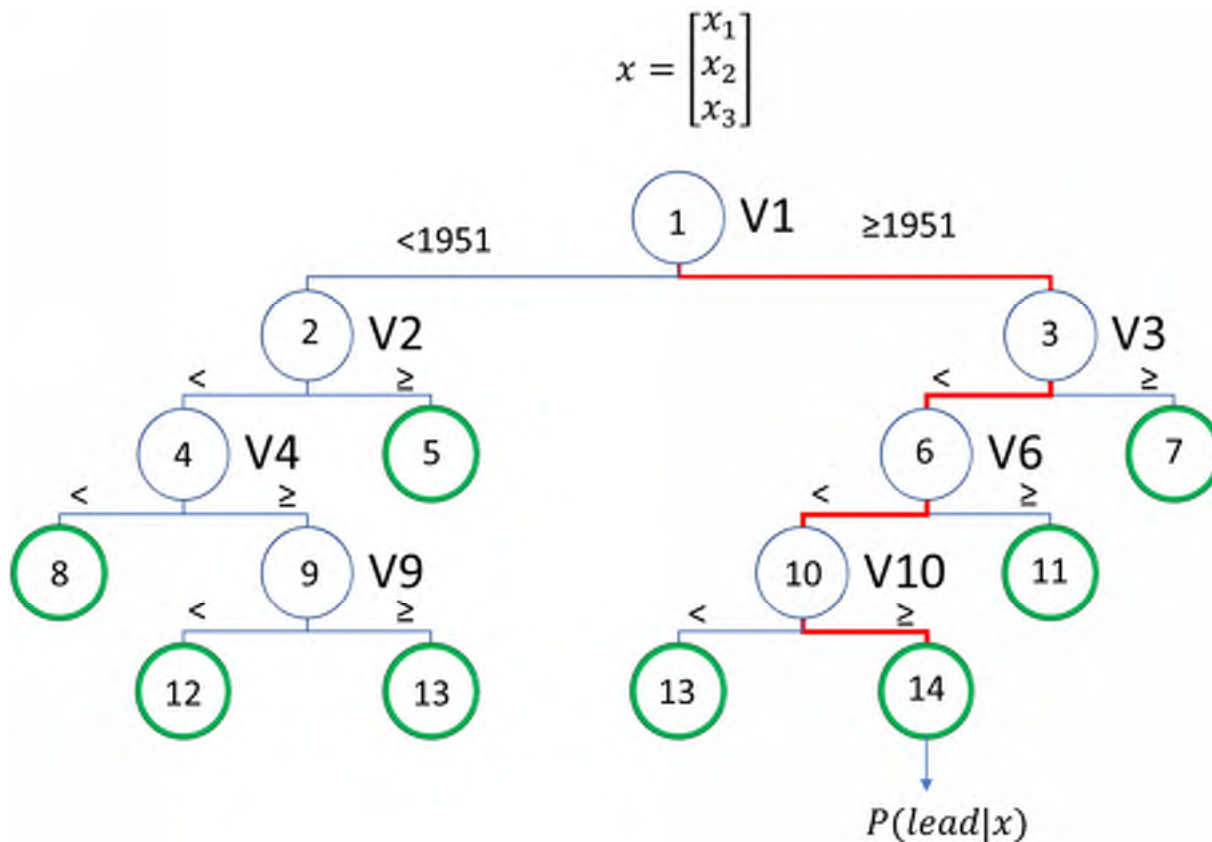 x = [x₁ x₂ x₃]
1 V1
<1951 ≥1951
2 V2 3 V3
< ≥ < ≥
4 V4 5 6 V6 7
< ≥ < ≥
8 9 V9 10 V10 11
< ≥ < ≥
12 13 13 14
P(lead|x)